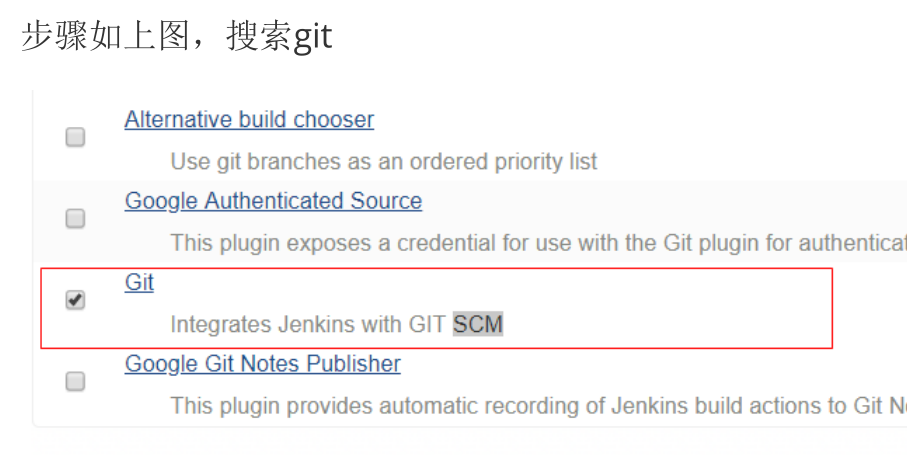 步骤如上图，搜索git
Alternative build chooser
Use git branches as an ordered priority list
Google Authenticated Source
This plugin exposes a credential for use with the Git plugin for authenticat
Git
Integrates Jenkins with GIT SCM
Google Git Notes Publisher
This plugin provides automatic recording of Jenkins build actions to Git N